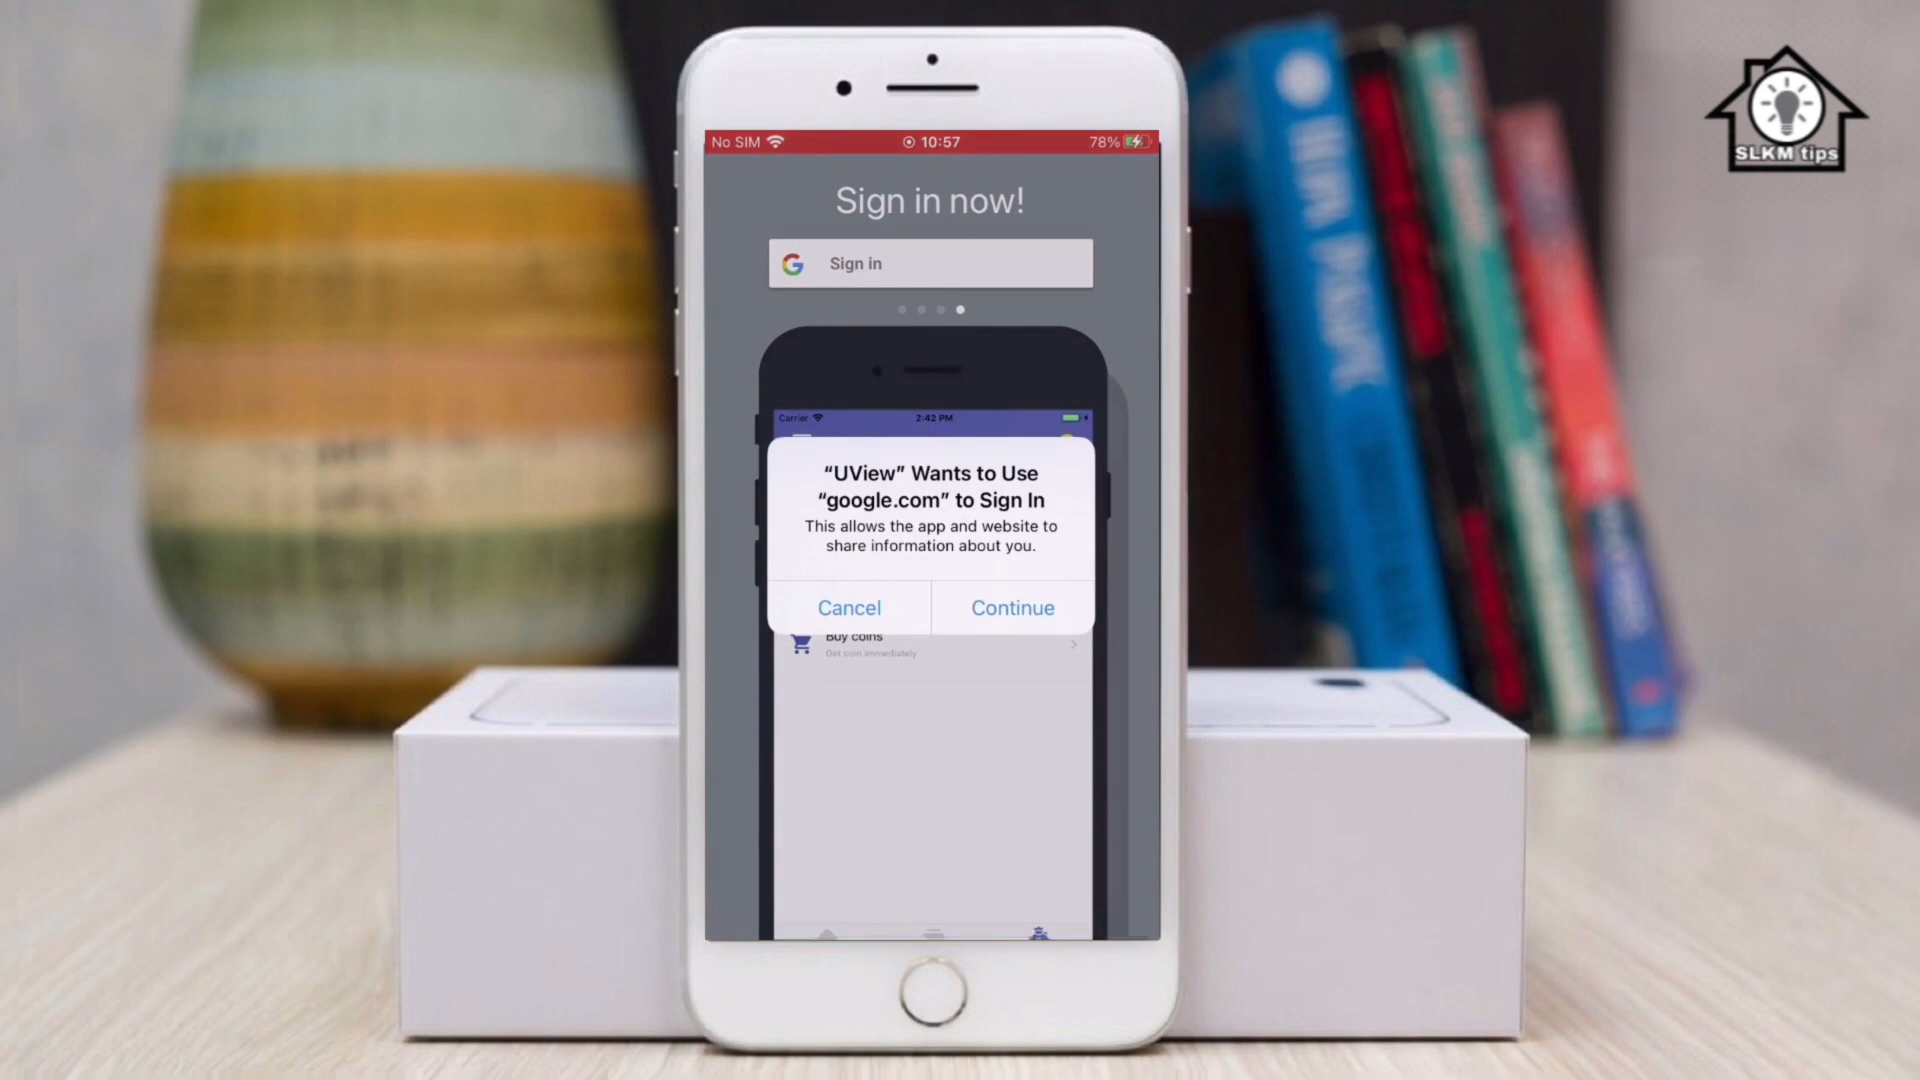 No SIM
10:57
78%
Sign in now!
Sign in
Carrier
2:42 PM
“UView” Wants to Use
“google.com” to Sign In
This allows the app and website to
share information about you.
Cancel
Continue
Buy coins
Get coin immediately
SLKM tips